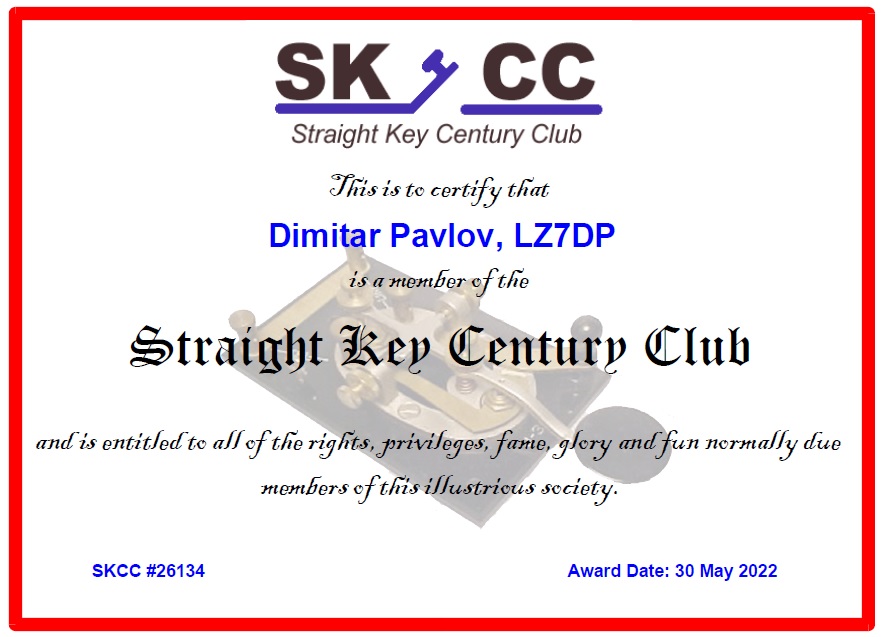 SK CC
Straight Key Century Club
This is to certify that
Dimitar Pavlov, LZ7DP
is a member of the
Straight Key Century Club
and is entitled to all of the rights, privileges, fame, glory and fun normally due
members of this illustrious society.
SKCC #26134 Award Date: 30 May 2022